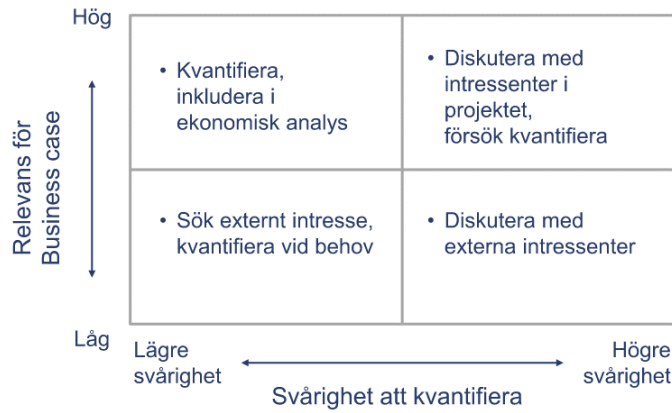 Hög
• Kvantifiera,
inkludera i
ekonomisk analys
• Diskutera med
intressenter i
projektet,
försök kvantifiera
Relevans för
Business case
• Sök externt intresse,
kvantifiera vid behov
• Diskutera med
externa intressenter
Låg
Lägre
svårighet
Högre
svårighet
Svårighet att kvantifiera